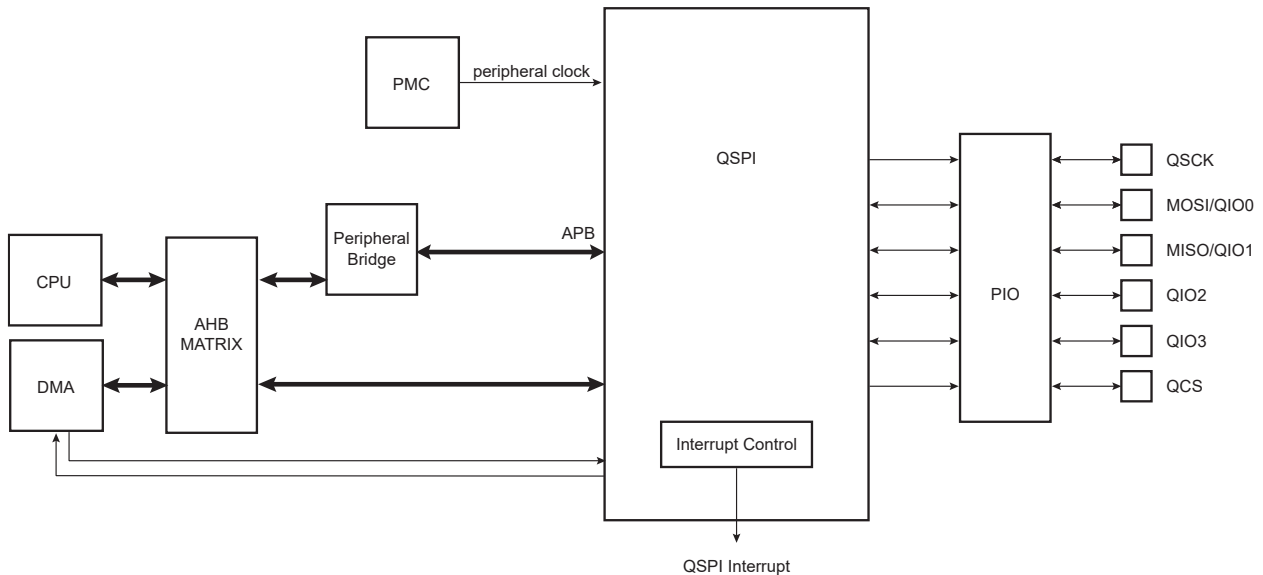 PMC
peripheral clock
QSPI
QSCK
MOSI/QIO0
Peripheral
Bridge
APB
MISO/QIO1
CPU
PIO
QIO2
AHB
MATRIX
QIO3
DMA
QCS
Interrupt Control
QSPI Interrupt